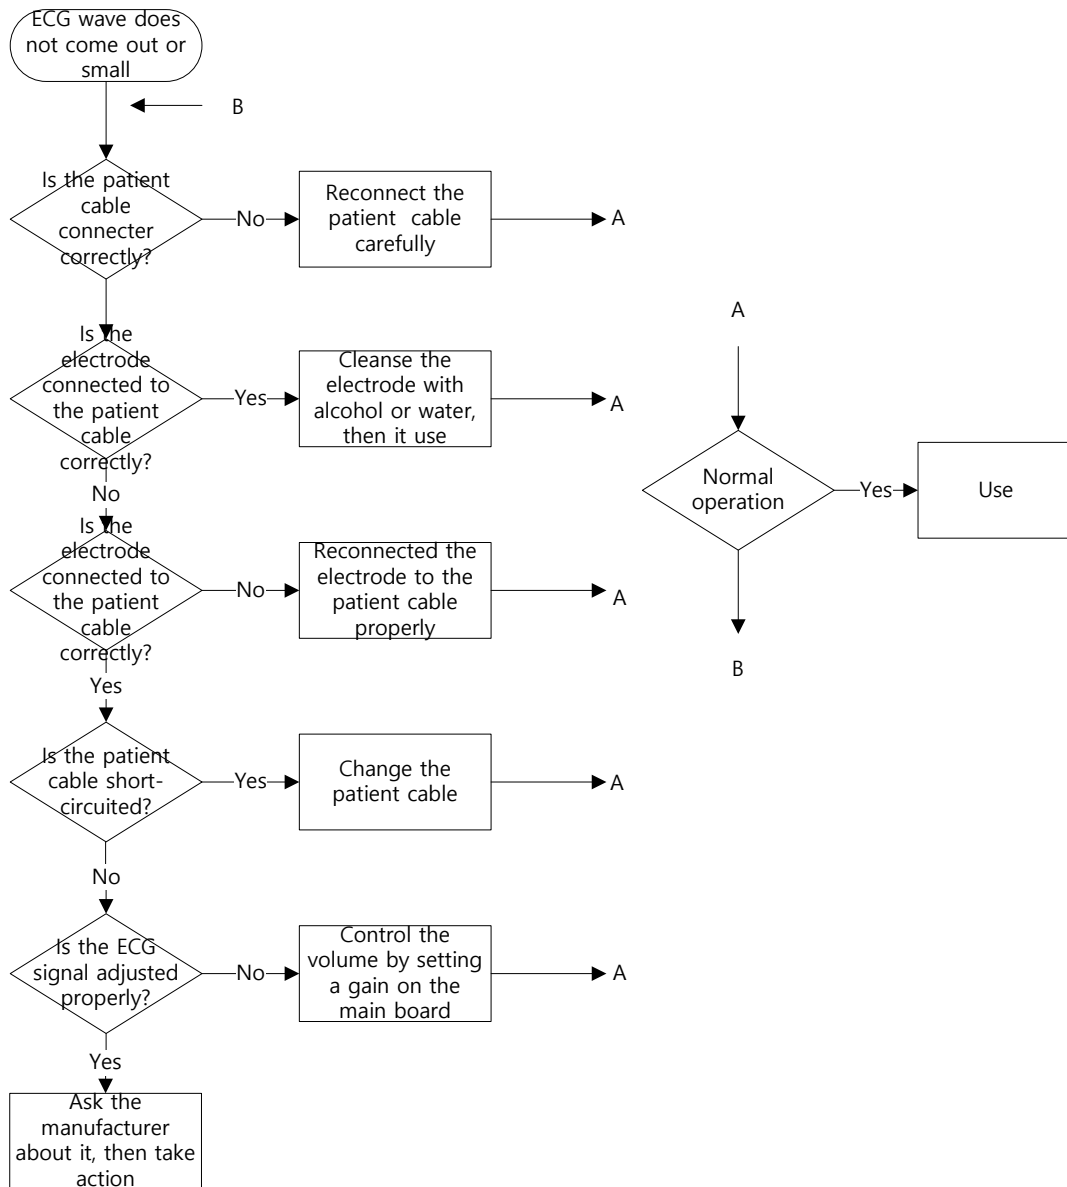 ECG wave does
not come out or
small
B
Is the patient
cable
connecter
correctly?
No
Reconnect the
patient cable
carefully
A
Is the
electrode
connected to
the patient
cable
correctly?
Yes
Cleanse the
electrode with
alcohol or water,
then it use
A
No
Is the
electrode
connected to
the patient
cable
correctly?
No
Reconnected the
electrode to the
patient cable
properly
A
Yes
Is the patient
cable short-
circuited?
Yes
Change the
patient cable
A
No
Is the ECG
signal adjusted
properly?
No
Control the
volume by setting
a gain on the
main board
A
Yes
Ask the
manufacturer
about it, then take
action
A
Normal
operation
Yes
Use
B